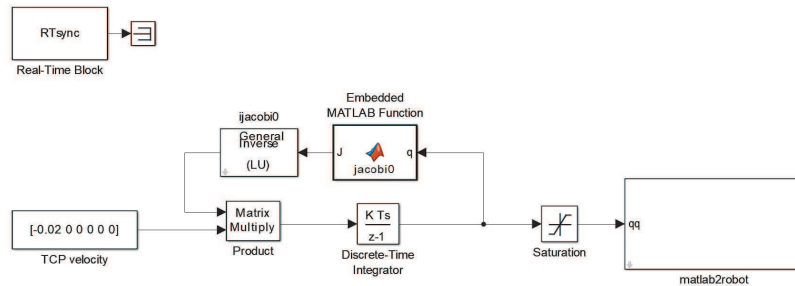 RTsync
Real-Time Block
Embedded
MATLAB Function
ijacobi0
General
Inverse
(LU)
J
q
jacobi0
[-0.02 0 0 0 0 0]
TCP velocity
Matrix
Multiply
Product
K Ts
z-1
Discrete-Time
Integrator
Saturation
qq
matlab2robot